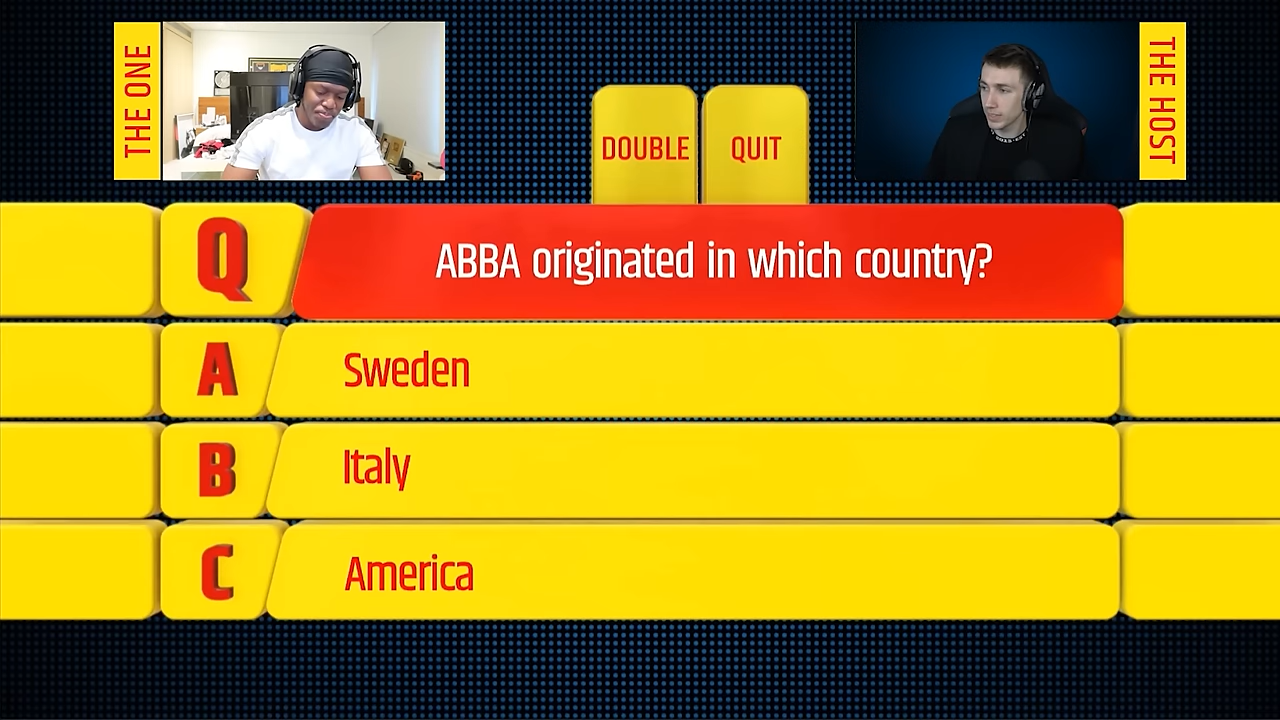 THE ONE
THE HOST
DOUBLE
QUIT
Q
ABBA originated in which country?
A
Sweden
B
Italy
C
America